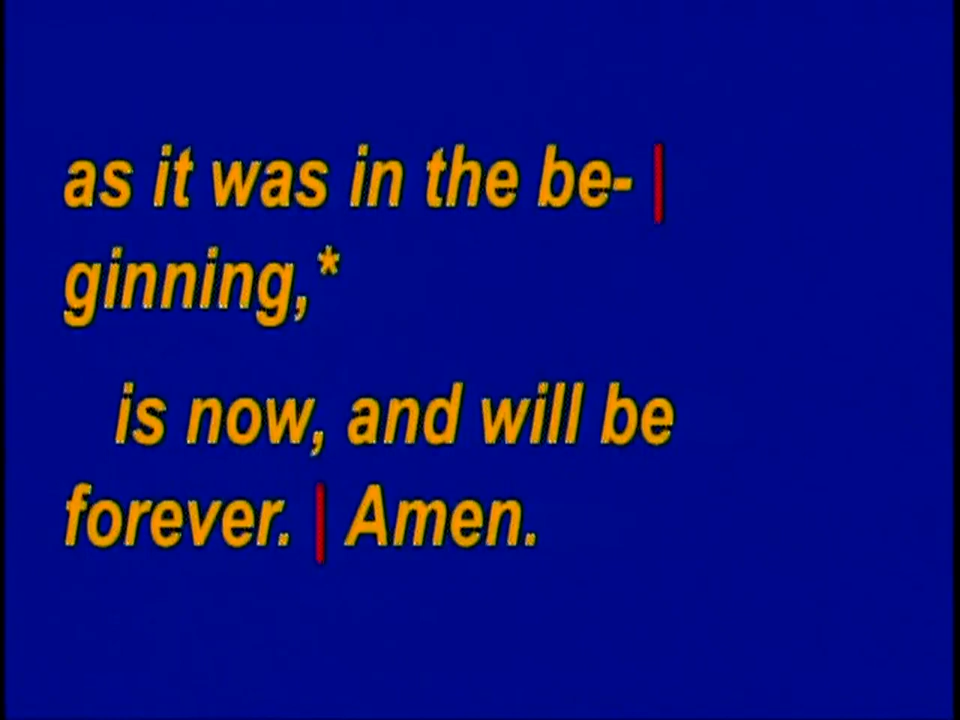 as it was in the be- |
ginning,*
is now, and will be
forever. | Amen.